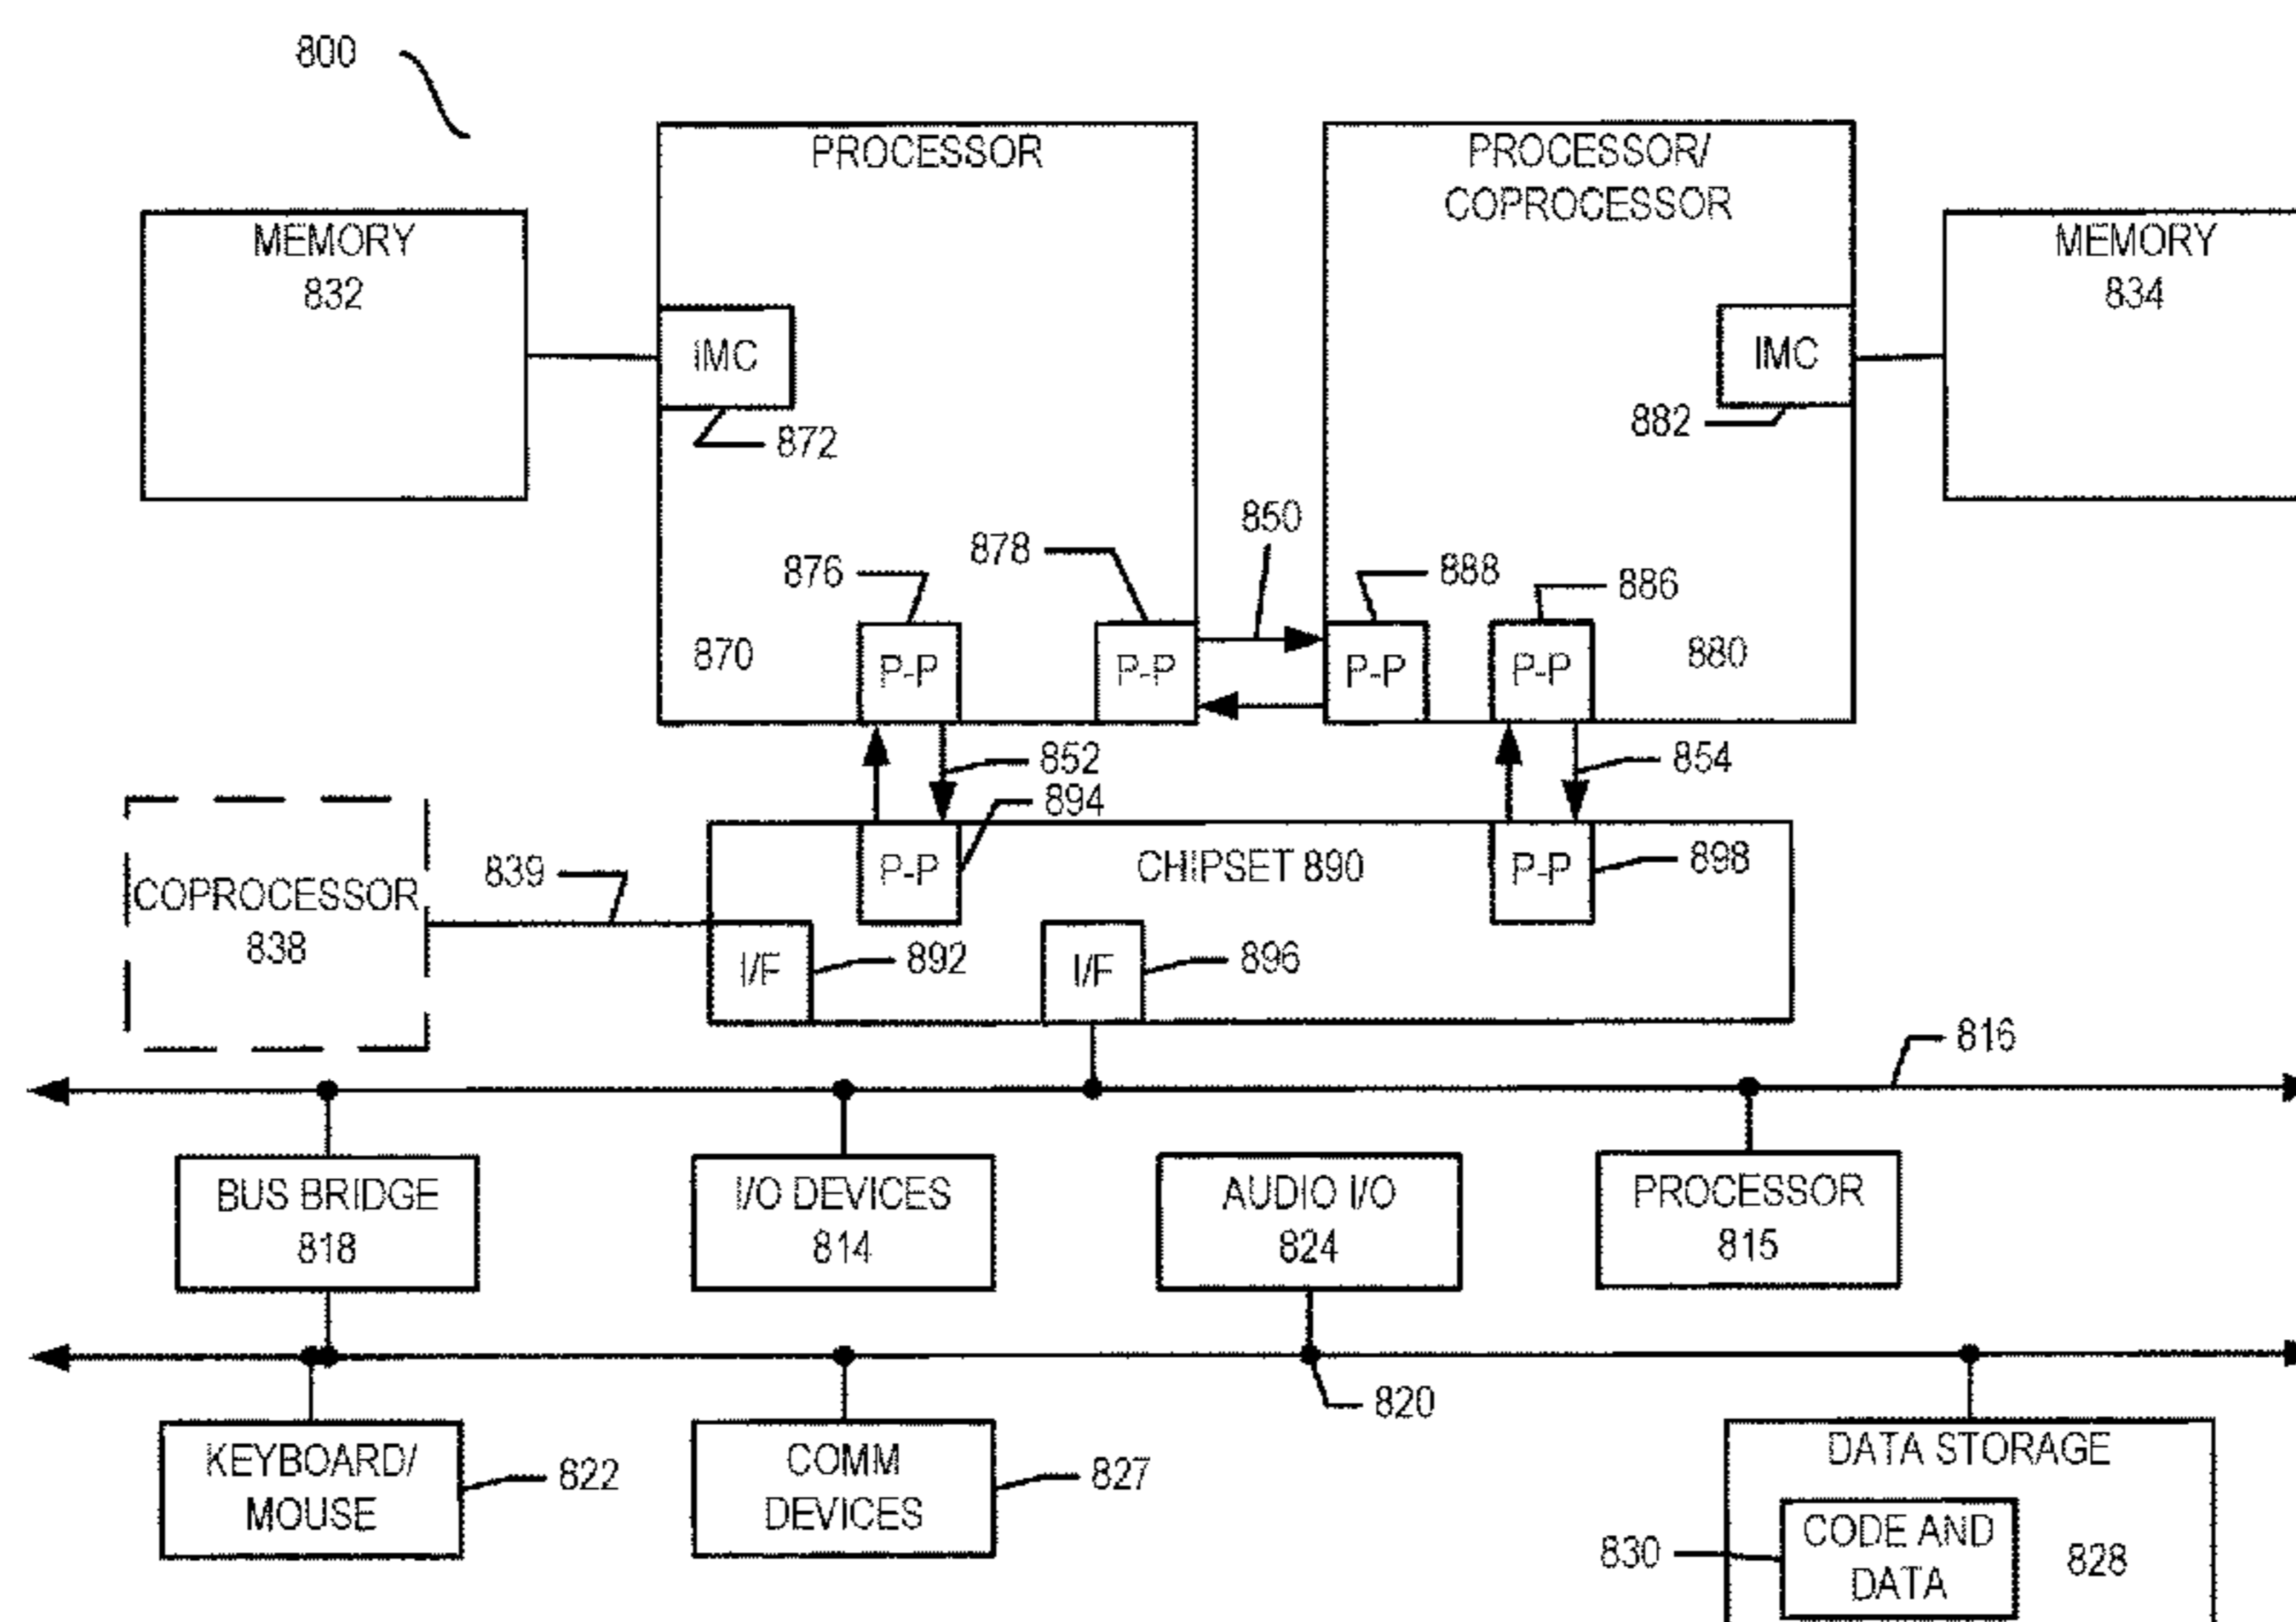 800
PROCESSOR
PROCESSOR/
COPROCESSOR
MEMORY
832
MEMORY
834
IMC
872
IMC
882
850
876
878
888
886
870
P-P
P-P
P-P
P-P
880
852
854
894
COPROCESSOR
838
839
P-P
CHIPSET 890
P-P
898
I/F
892
I/F
896
816
BUS BRIDGE
818
I/O DEVICES
814
AUDIO I/O
824
PROCESSOR
815
820
KEYBOARD/
MOUSE
822
COMM
DEVICES
827
DATA STORAGE
830
CODE AND
DATA
828